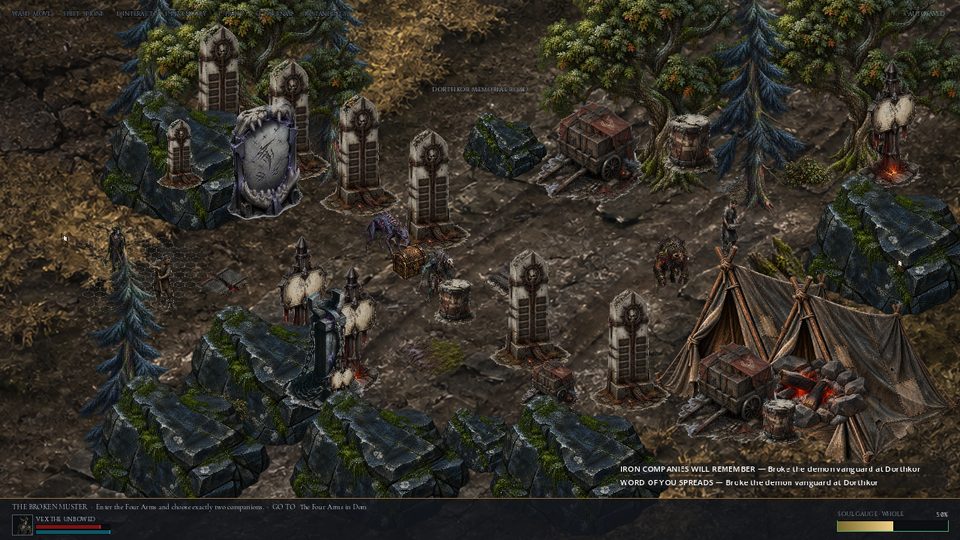 DORTHKOR MEMORIAL ROAD
IRON COMPANIES WILL REMEMBER — Broke the demon vanguard at Dorthkor
WORD OF YOU SPREADS — Broke the demon vanguard at Dorthkor
THE BROKEN MUSTER - Enter the Four Arms and choose exactly two companions. - GO TO The Four Arms in Dorn
VEX THE UNBOWED
SOUL GAUGE · WHOLE 50%